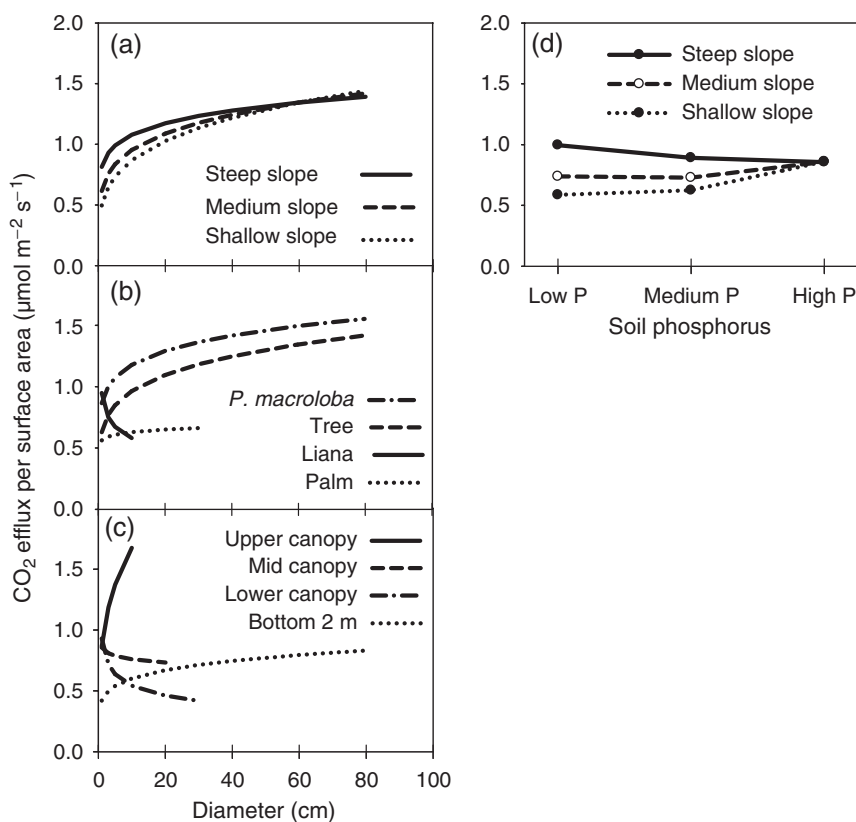 CO₂ efflux per surface area (μmol m⁻² s⁻¹)
2.0
1.5
1.0
0.5
0.0
(a)
Steep slope
Medium slope
Shallow slope
(b)
1.5
1.0
0.5
0.0
P. macroloba
Tree
Liana
Palm
(c)
1.5
1.0
0.5
0.0
Upper canopy
Mid canopy
Lower canopy
Bottom 2 m
0 20 40 60 80 100
Diameter (cm)
2.0
1.5
1.0
0.5
0.0
(d)
Steep slope
Medium slope
Shallow slope
Low P Medium P High P
Soil phosphorus